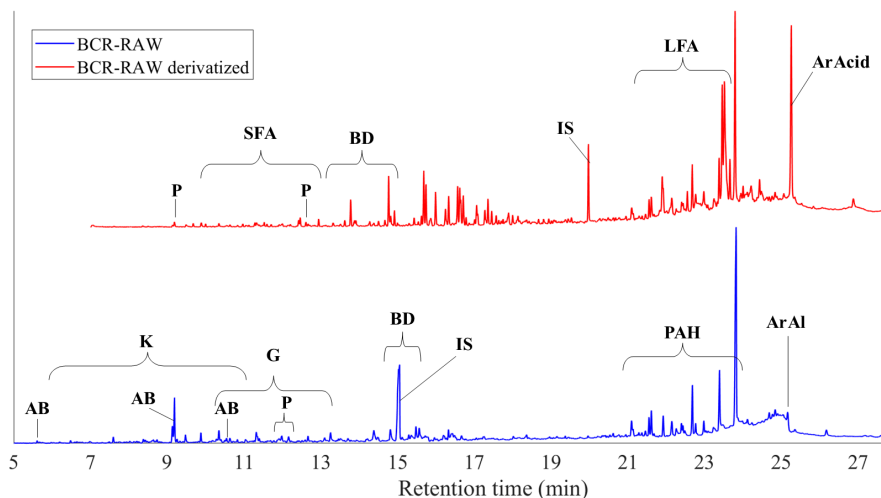 BCR-RAW
BCR-RAW derivatized
LFA
ArAcid
SFA
BD
IS
P
P
BD
IS
PAH
ArAl
K
G
AB
AB
AB
P
5 7 9 11 13 15 17 19 21 23 25 27
Retention time (min)